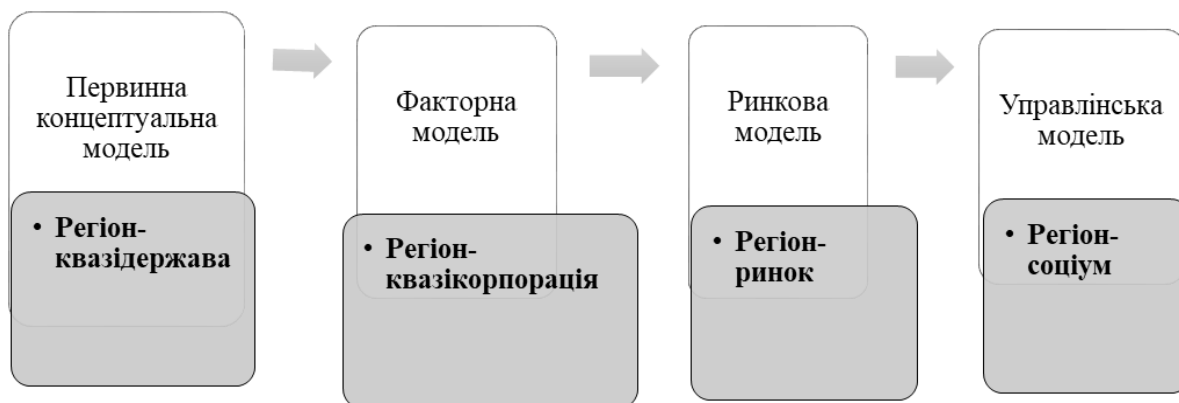 Первинна
концептуальна
модель
• Регіон-
квазідержава
Факторна
модель
• Регіон-
квазікорпорація
Ринкова
модель
• Регіон-
ринок
Управлінська
модель
• Регіон-
соціум